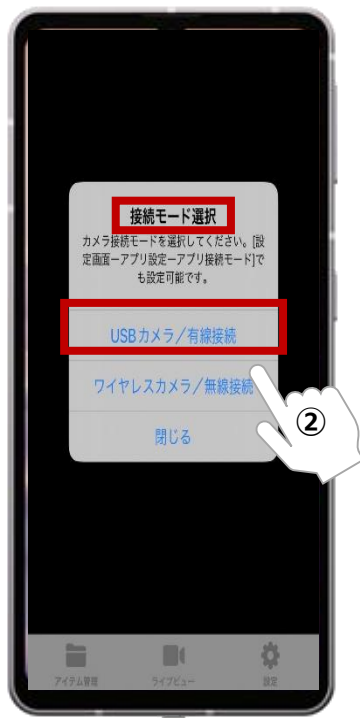 接続モード選択
カメラ接続モードを選択してください。[設
定画面ーアプリ設定ーアプリ接続モード]で
も設定可能です。
USBカメラ／有線接続
ワイヤレスカメラ／無線接続
②
閉じる
アイテム管理 ライブビュー 設定